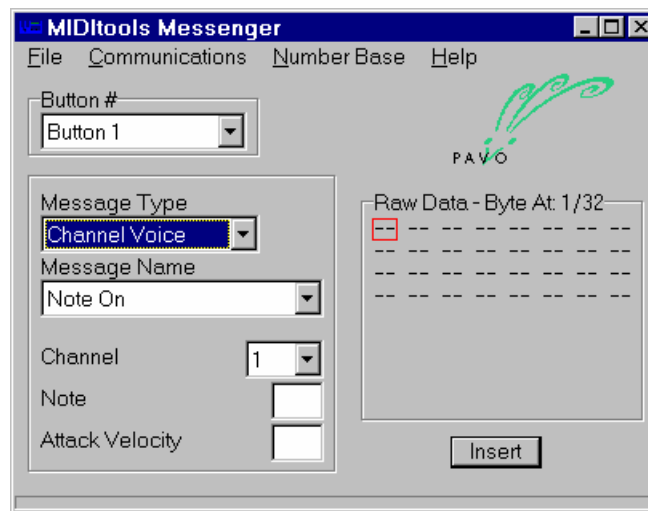 MIDItools Messenger
File Communications Number Base Help
Button #
Button 1
PAVO
Message Type
Channel Voice
Message Name
Note On
Channel 1
Note
Attack Velocity
Raw Data - Byte At: 1/32
-- -- -- -- -- -- -- --
-- -- -- -- -- -- -- --
-- -- -- -- -- -- -- --
-- -- -- -- -- -- -- --
Insert